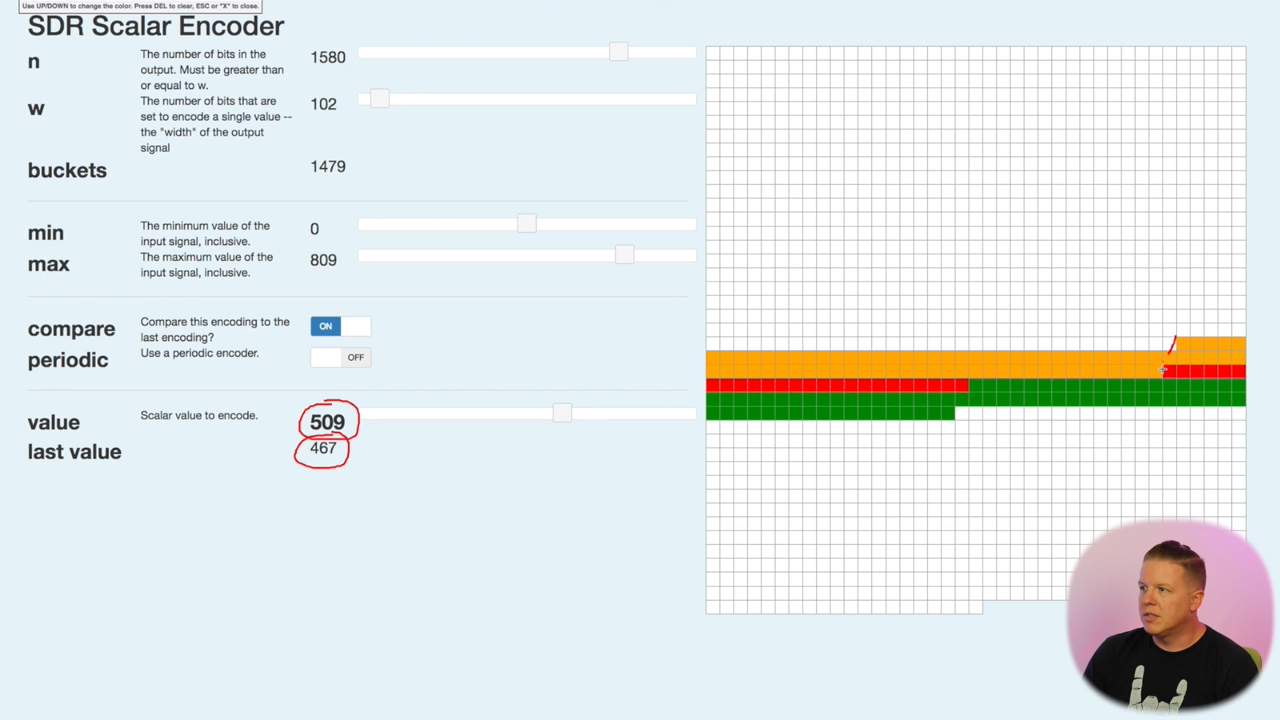 Use UP/DOWN to change the color. Press DEL to clear, ESC or "X" to close.
SDR Scalar Encoder
n
The number of bits in the
output. Must be greater than
or equal to w.
1580
w
The number of bits that are
set to encode a single value --
the "width" of the output
signal
102
buckets
1479
min
The minimum value of the
input signal, inclusive.
0
max
The maximum value of the
input signal, inclusive.
809
compare
Compare this encoding to the
last encoding?
ON
periodic
Use a periodic encoder.
OFF
value
Scalar value to encode.
509
last value
467